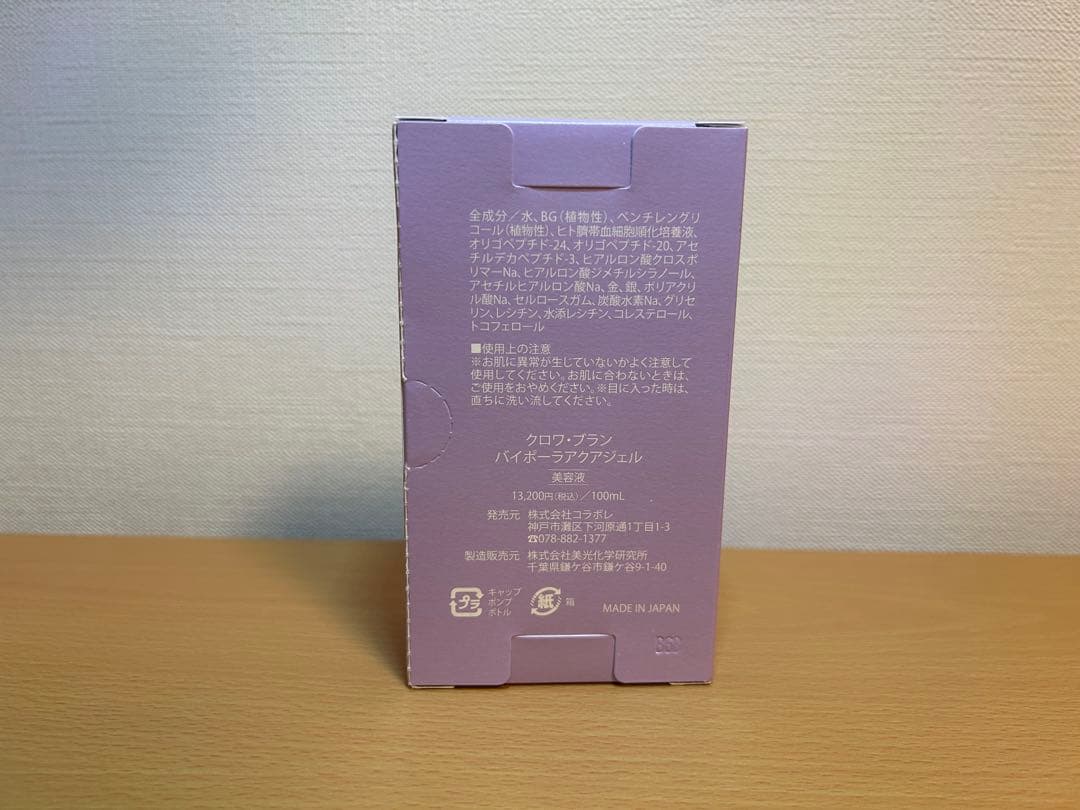 全成分／水、BG（植物性）、ペンチレングリ
コール（植物性）、ヒト臍帯血細胞順化培養液、
オリゴペプチド-24、オリゴペプチド-20、アセ
チルデカペプチド-3、ヒアルロン酸クロスポ
リマーNa、ヒアルロン酸ジメチルシラノール、
アセチルヒアルロン酸Na、金、銀、ポリアクリ
ル酸Na、セルロースガム、炭酸水素Na、グリセ
リン、レシチン、水添レシチン、コレステロール、
トコフェロール
■使用上の注意
※お肌に異常が生じていないかよく注意して
使用してください。お肌に合わないときは、
ご使用をおやめください。※目に入った時は、
直ちに洗い流してください。
クロワ・ブラン
バイポーラアクアジェル
美容液
13,200円（税込）／100mL
発売元 株式会社コラボレ
神戸市灘区下河原通1丁目1-3
☎078-882-1377
製造販売元 株式会社美光化学研究所
千葉県鎌ケ谷市鎌ケ谷9-1-40
プラ キャップ
ポンプ
ボトル
紙 箱
MADE IN JAPAN